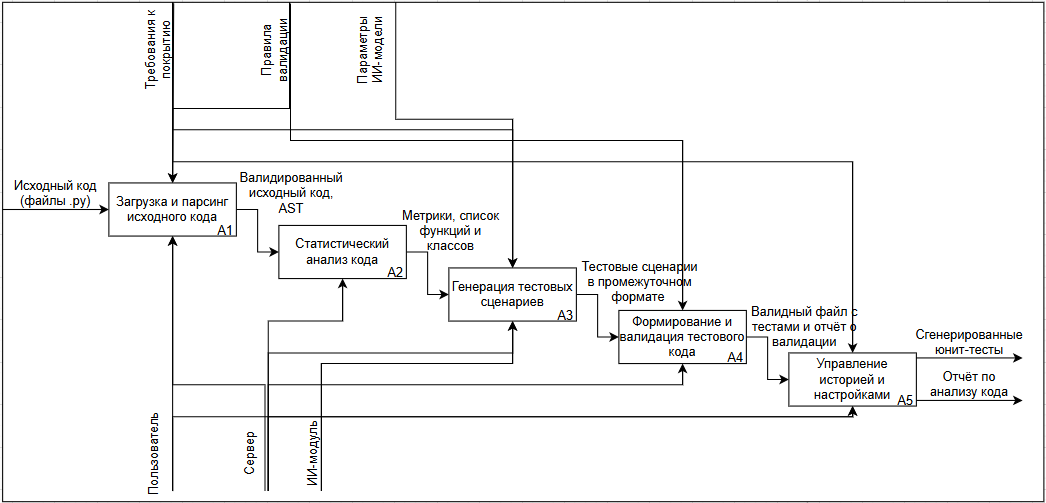 Требования к
покрытию
Правила
валидации
Параметры
ИИ-модели
Исходный код
(файлы .py)
Загрузка и парсинг
исходного кода
A1
Валидированный
исходный код,
AST
Статистический
анализ кода
A2
Метрики, список
функций и
классов
Генерация тестовых
сценариев
A3
Тестовые сценарии
в промежуточном
формате
Формирование и
валидация тестового
кода
A4
Валидный файл с
тестами и отчёт о
валидации
Управление
историей и
настройками
A5
Сгенерированные
юнит-тесты
Отчёт по
анализу кода
Пользователь
Сервер
ИИ-модуль